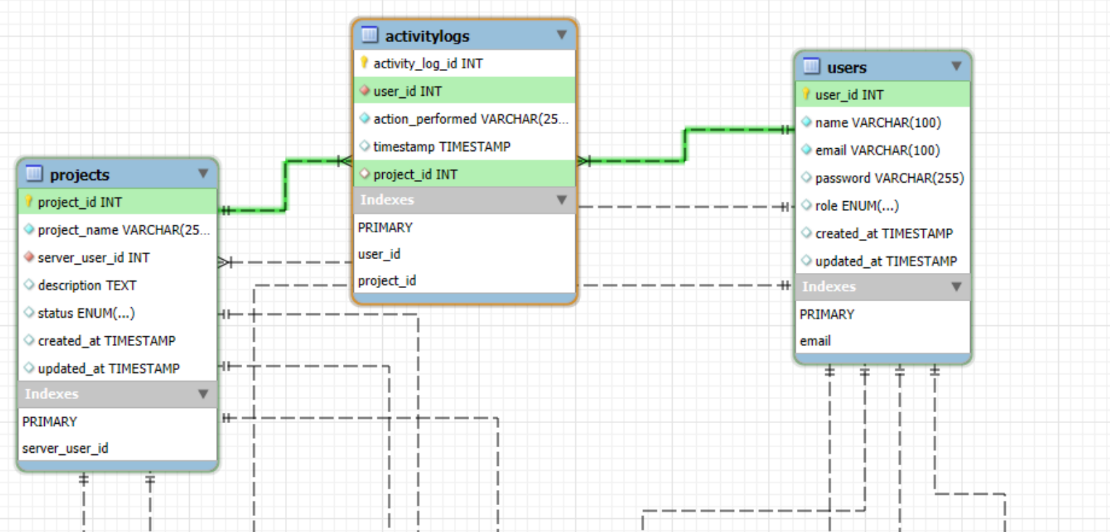 activitylogs
activity_log_id INT
user_id INT
action_performed VARCHAR(25...
timestamp TIMESTAMP
project_id INT
Indexes
PRIMARY
user_id
project_id
users
user_id INT
name VARCHAR(100)
email VARCHAR(100)
password VARCHAR(255)
role ENUM(...)
created_at TIMESTAMP
updated_at TIMESTAMP
Indexes
PRIMARY
email
projects
project_id INT
project_name VARCHAR(25...
server_user_id INT
description TEXT
status ENUM(...)
created_at TIMESTAMP
updated_at TIMESTAMP
Indexes
PRIMARY
server_user_id